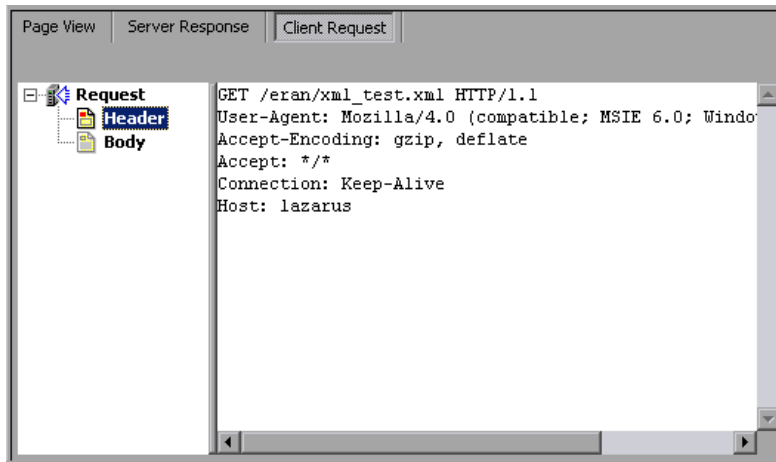 Page View Server Response Client Request
Request
Header
Body
GET /eran/xml_test.xml HTTP/1.1
User-Agent: Mozilla/4.0 (compatible; MSIE 6.0; Windo
Accept-Encoding: gzip, deflate
Accept: */*
Connection: Keep-Alive
Host: lazarus